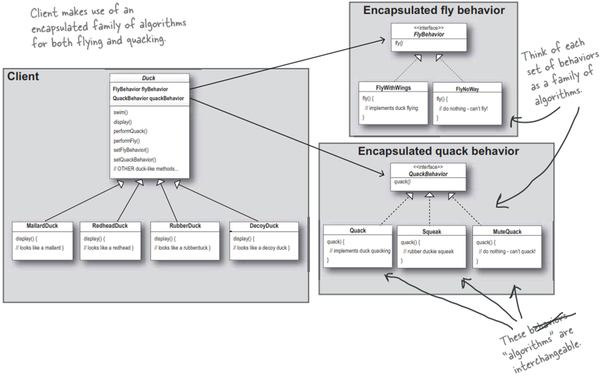 Client makes use of an
encapsulated family of algorithms
for both flying and quacking.
Client
Duck
FlyBehavior flyBehavior
QuackBehavior quackBehavior
swim()
display()
performQuack()
performFly()
setFlyBehavior()
setQuackBehavior()
// OTHER duck-like methods...
MallardDuck
display() {
// looks like a mallard }
RedheadDuck
display() {
// looks like a redhead }
RubberDuck
display() {
// looks like a rubberduck }
DecoyDuck
display() {
// looks like a decoy duck }
Encapsulated fly behavior
<<interface>>
FlyBehavior
fly()
FlyWithWings
fly() {
// implements duck flying
}
FlyNoWay
fly() {
// do nothing - can't fly!
}
Think of each
set of behaviors
as a family of
algorithms.
Encapsulated quack behavior
<<interface>>
QuackBehavior
quack()
Quack
quack() {
// implements duck quacking
}
Squeak
quack() {
// rubber duckie squeak
}
MuteQuack
quack() {
// do nothing - can't quack!
}
These behaviors
"algorithms" are
interchangeable.